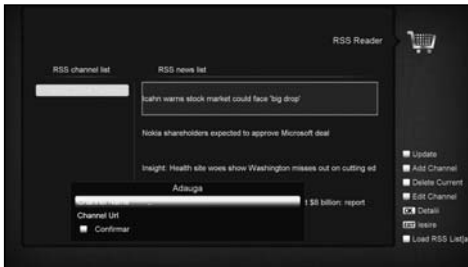 RSS Reader
RSS channel list
RSS news list
Icahn warns stock market could face 'big drop'
Nokia shareholders expected to approve Microsoft deal
Insight: Health site woes show Washington misses out on cutting ed
t $8 billion: report
Adauga
Channel Name
Channel Url
Confirmar
Update
Add Channel
Delete Current
Edit Channel
OK Detalii
EXIT Iesire
Load RSS List[a